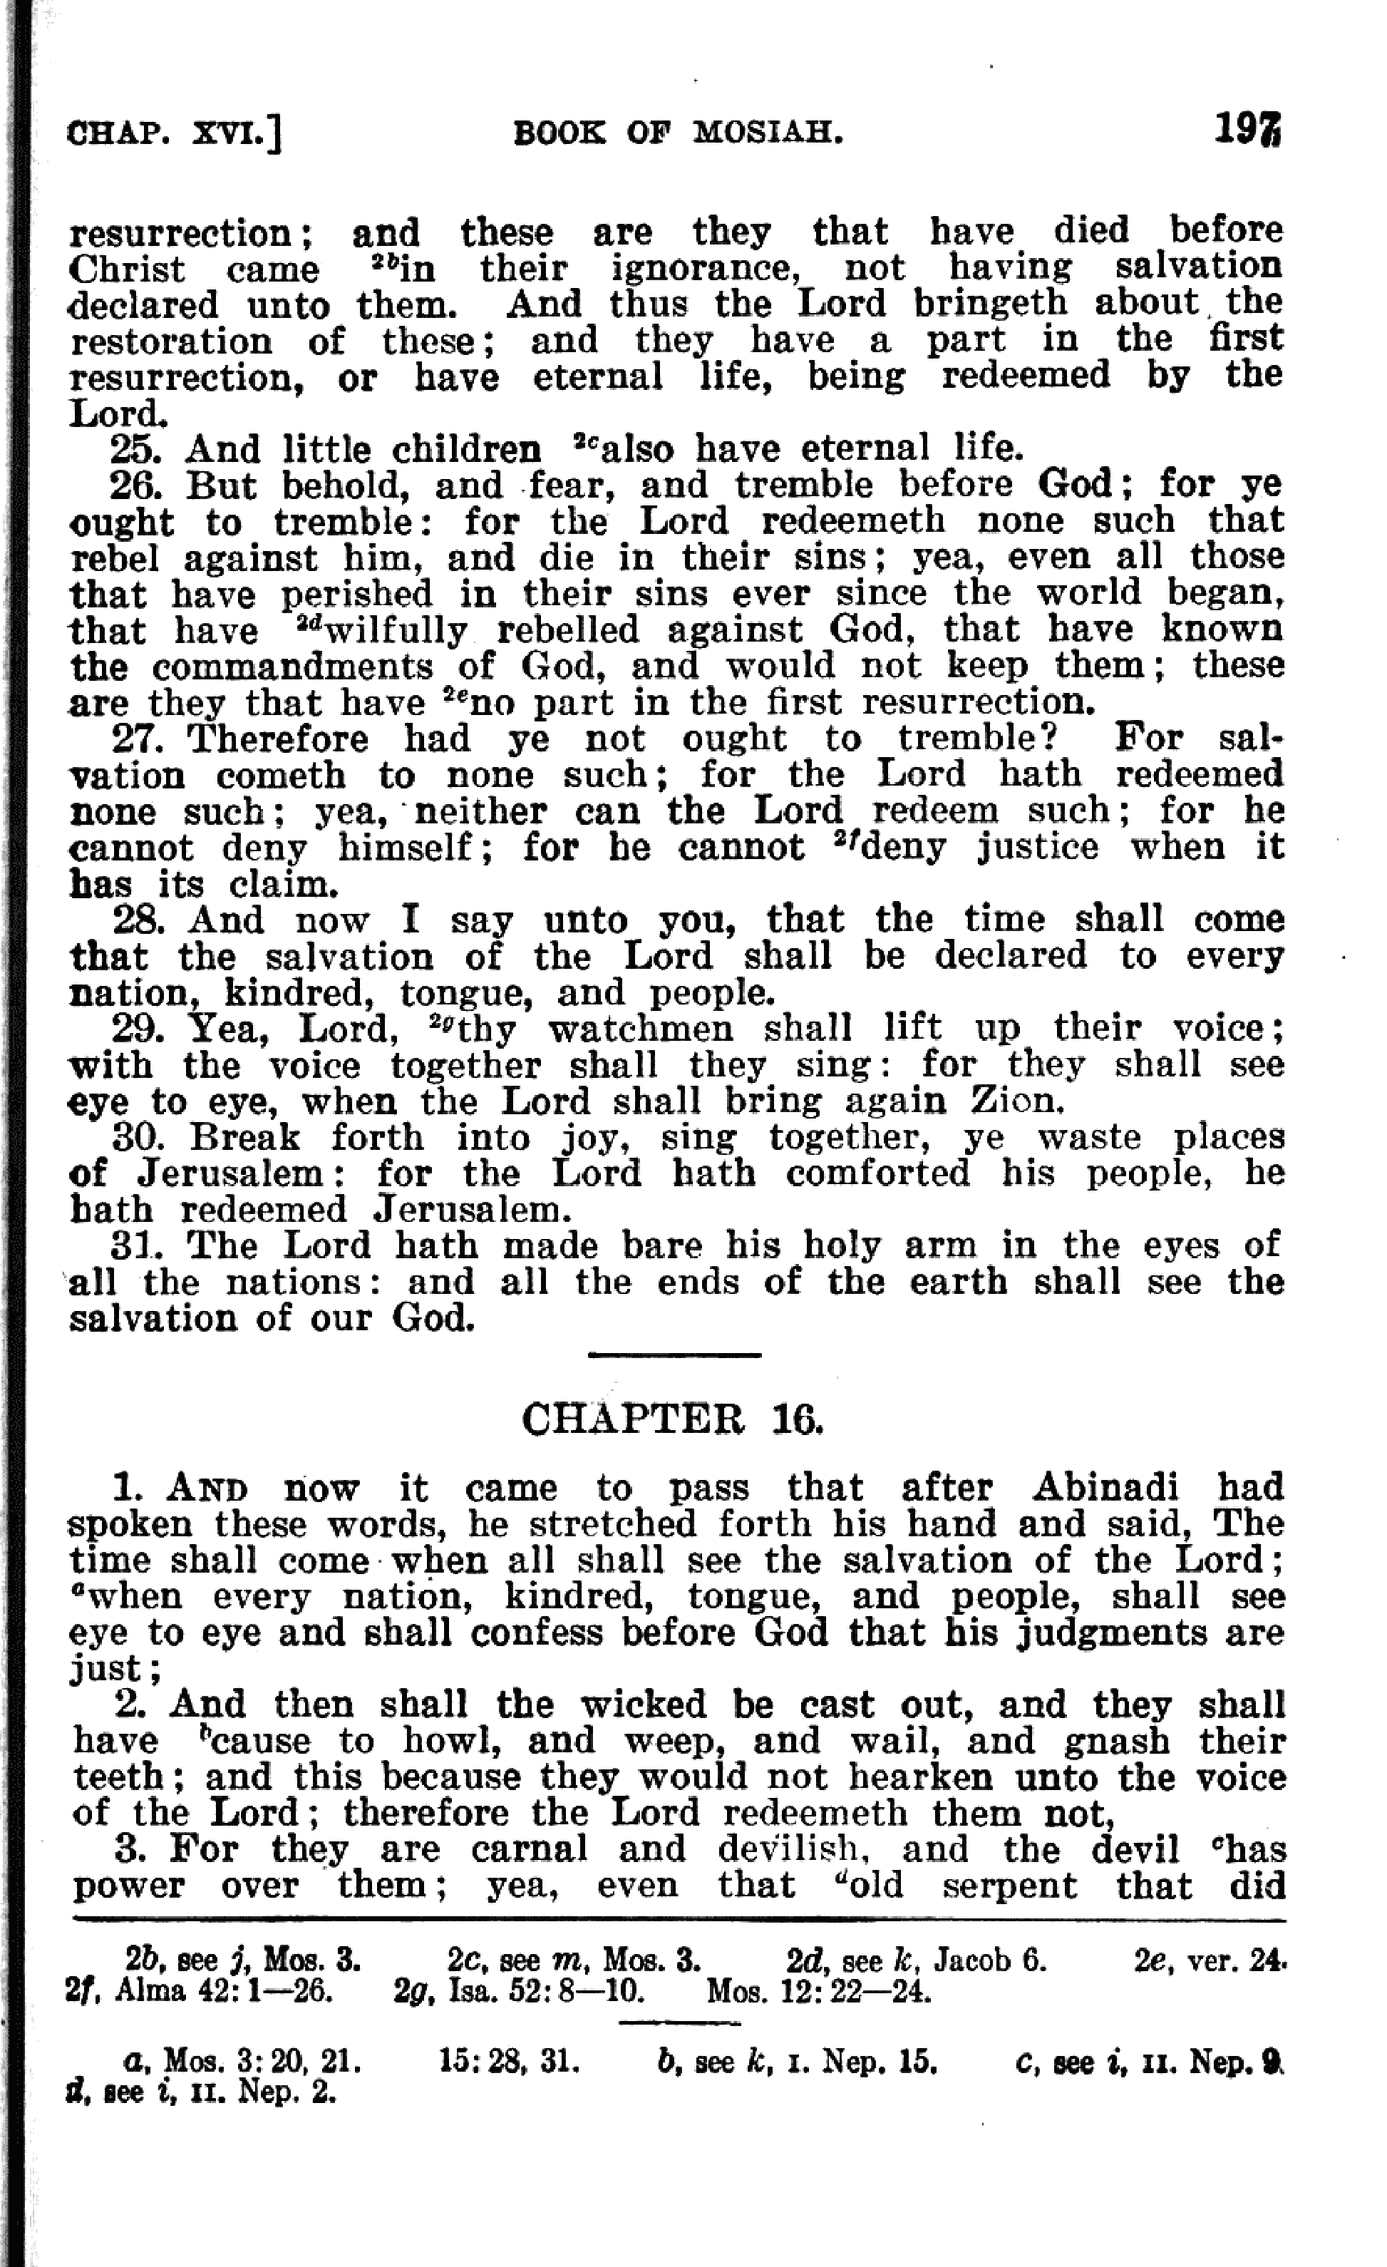 CHAP. XVI.] BOOK OF MOSIAH. 197
resurrection; and these are they that have died before
Christ came 2bin their ignorance, not having salvation
declared unto them. And thus the Lord bringeth about the
restoration of these; and they have a part in the first
resurrection, or have eternal life, being redeemed by the
Lord.
25. And little children 2calso have eternal life.
26. But behold, and fear, and tremble before God; for ye
ought to tremble: for the Lord redeemeth none such that
rebel against him, and die in their sins; yea, even all those
that have perished in their sins ever since the world began,
that have 2dwilfully rebelled against God, that have known
the commandments of God, and would not keep them; these
are they that have 2eno part in the first resurrection.
27. Therefore had ye not ought to tremble? For sal-
vation cometh to none such; for the Lord hath redeemed
none such; yea, neither can the Lord redeem such; for he
cannot deny himself; for he cannot 2fdeny justice when it
has its claim.
28. And now I say unto you, that the time shall come
that the salvation of the Lord shall be declared to every
nation, kindred, tongue, and people.
29. Yea, Lord, 2gthy watchmen shall lift up their voice;
with the voice together shall they sing: for they shall see
eye to eye, when the Lord shall bring again Zion.
30. Break forth into joy, sing together, ye waste places
of Jerusalem: for the Lord hath comforted his people, he
hath redeemed Jerusalem.
31. The Lord hath made bare his holy arm in the eyes of
all the nations: and all the ends of the earth shall see the
salvation of our God.
CHAPTER 16.
1. AND now it came to pass that after Abinadi had
spoken these words, he stretched forth his hand and said, The
time shall come when all shall see the salvation of the Lord;
awhen every nation, kindred, tongue, and people, shall see
eye to eye and shall confess before God that his judgments are
just;
2. And then shall the wicked be cast out, and they shall
have bcause to howl, and weep, and wail, and gnash their
teeth; and this because they would not hearken unto the voice
of the Lord; therefore the Lord redeemeth them not,
3. For they are carnal and devilish, and the devil chas
power over them; yea, even that dold serpent that did
2b, see j, Mos. 3. 2c, see m, Mos. 3. 2d, see k, Jacob 6. 2e, ver. 24.
2f, Alma 42:1—26. 2g, Isa. 52:8—10. Mos. 12:22—24.
a, Mos. 3:20, 21. 15:28, 31. b, see k, I. Nep. 15. c, see i, II. Nep. 9.
d, see i, II. Nep. 2.